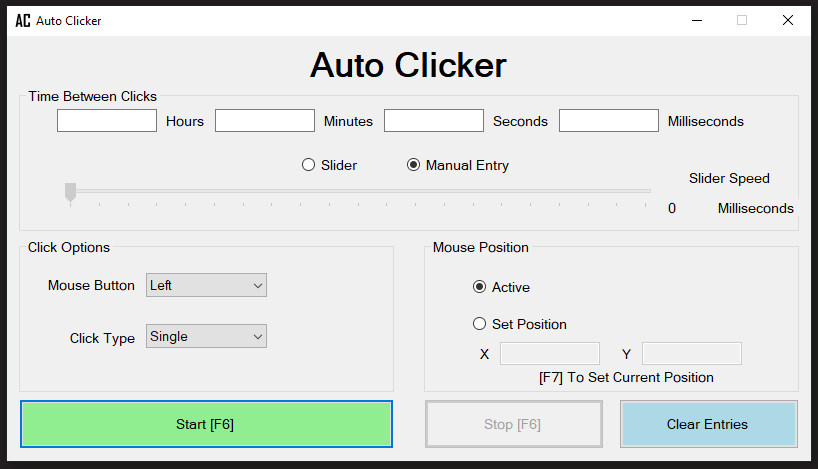 AC Auto Clicker
Auto Clicker
Time Between Clicks
Hours Minutes Seconds Milliseconds
Slider Manual Entry
Slider Speed
0 Milliseconds
Click Options
Mouse Button Left
Click Type Single
Mouse Position
Active
Set Position
X Y
[F7] To Set Current Position
Start [F6] Stop [F6] Clear Entries